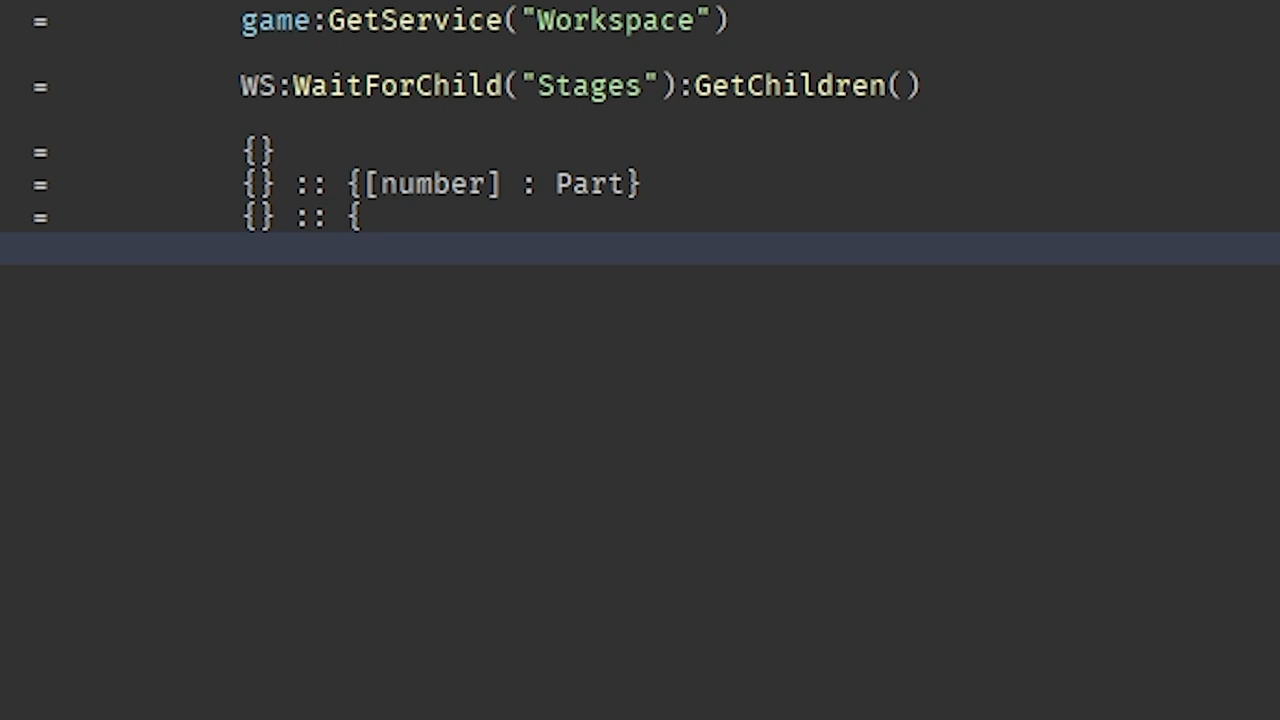 = game:GetService("Workspace")
= WS:WaitForChild("Stages"):GetChildren()
= {}
= {} :: {[number] : Part}
= {} :: {